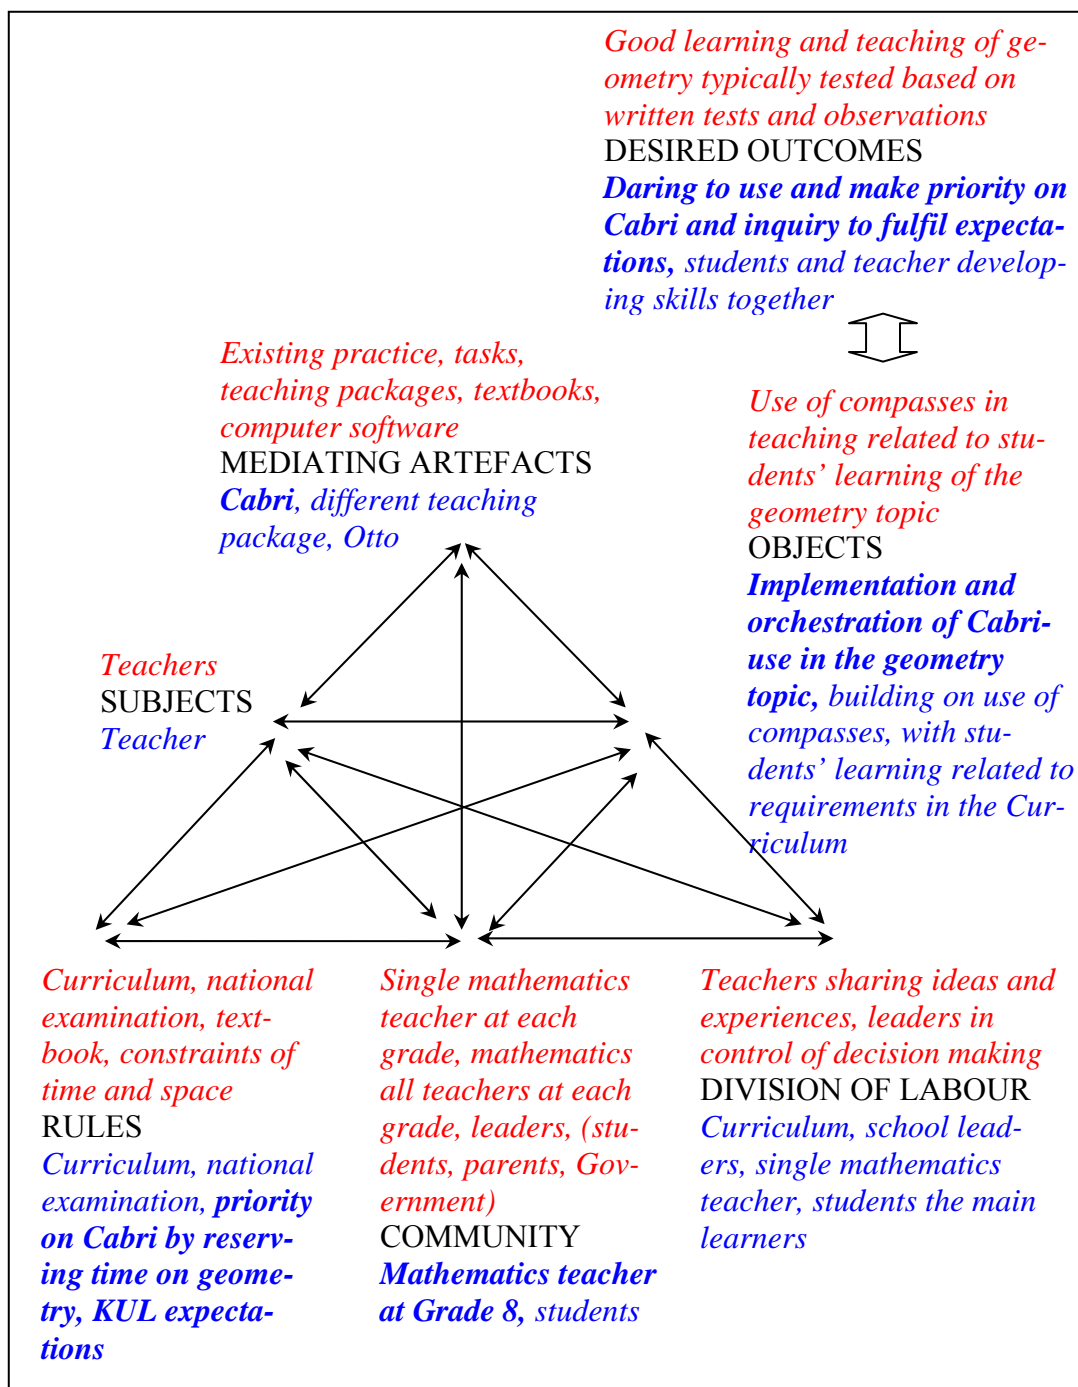 Good learning and teaching of ge-
ometry typically tested based on
written tests and observations
DESIRED OUTCOMES
Daring to use and make priority on
Cabri and inquiry to fulfil expecta-
tions, students and teacher develop-
ing skills together
Existing practice, tasks,
teaching packages, textbooks,
computer software
MEDIATING ARTEFACTS
Cabri, different teaching
package, Otto
Use of compasses in
teaching related to stu-
dents’ learning of the
geometry topic
OBJECTS
Implementation and
orchestration of Cabri-
use in the geometry
topic, building on use of
compasses, with stu-
dents’ learning related to
requirements in the Cur-
riculum
Teachers
SUBJECTS
Teacher
Curriculum, national
examination, text-
book, constraints of
time and space
RULES
Curriculum, national
examination, priority
on Cabri by reserv-
ing time on geome-
try, KUL expecta-
tions
Single mathematics
teacher at each
grade, mathematics
all teachers at each
grade, leaders, (stu-
dents, parents, Gov-
ernment)
COMMUNITY
Mathematics teacher
at Grade 8, students
Teachers sharing ideas and
experiences, leaders in
control of decision making
DIVISION OF LABOUR
Curriculum, school lead-
ers, single mathematics
teacher, students the main
learners